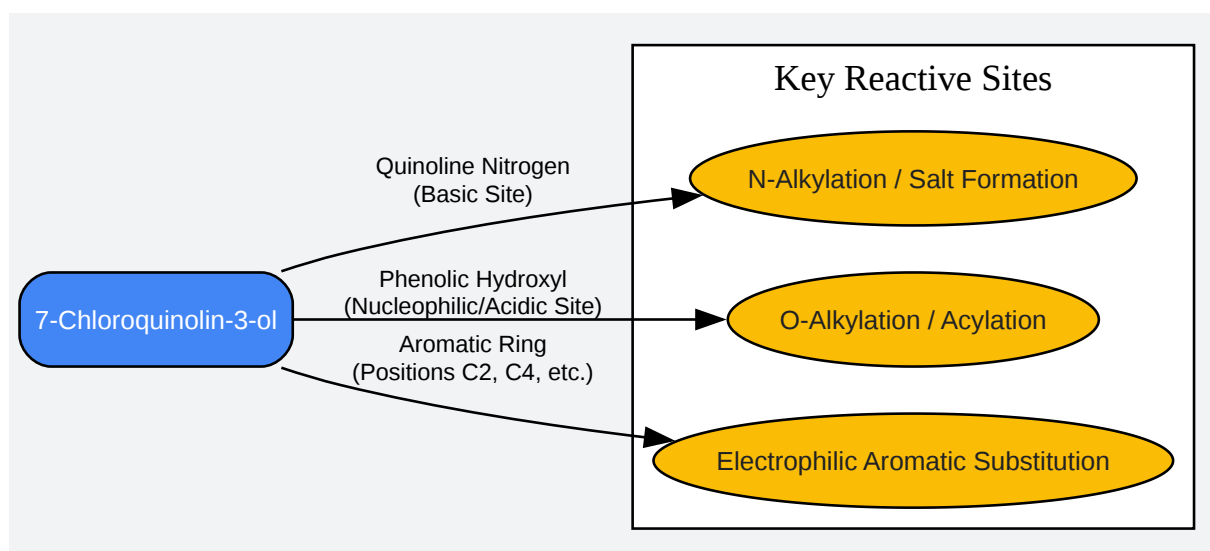 Key Reactive Sites
Quinoline Nitrogen
(Basic Site)
N-Alkylation / Salt Formation
7-Chloroquinolin-3-ol
Phenolic Hydroxyl
(Nucleophilic/Acidic Site)
O-Alkylation / Acylation
Aromatic Ring
(Positions C2, C4, etc.)
Electrophilic Aromatic Substitution